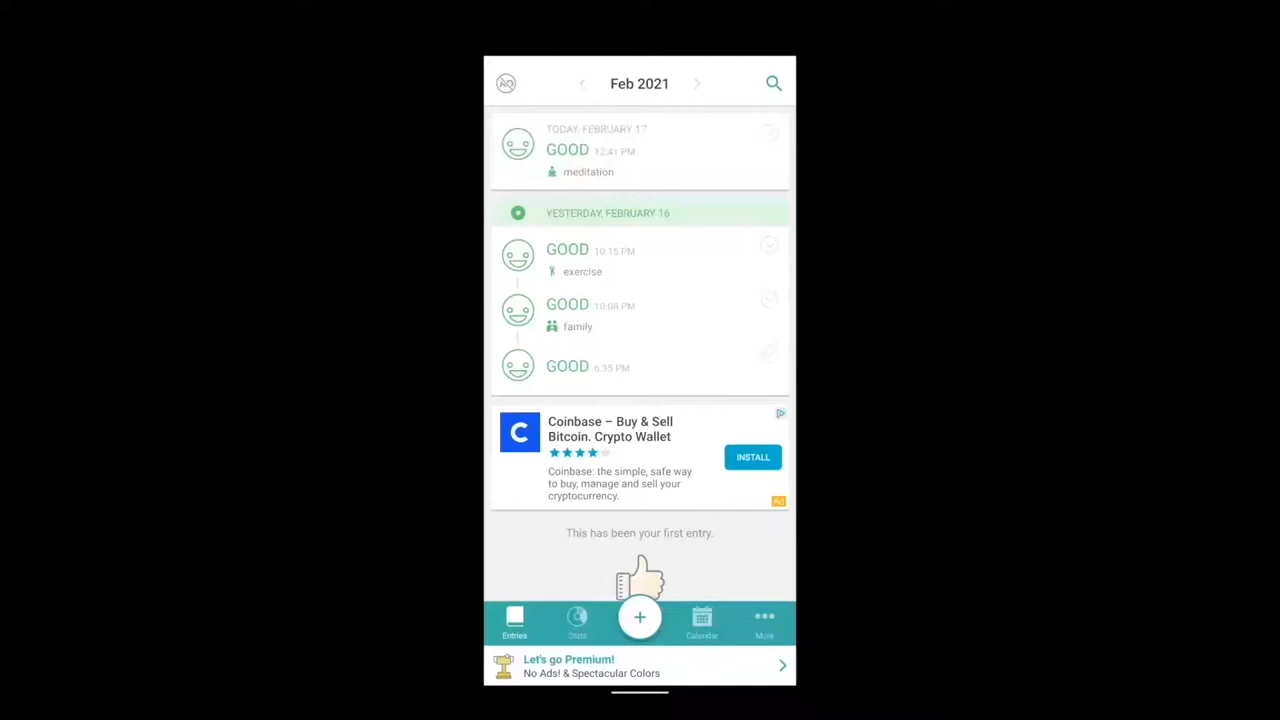 Feb 2021
TODAY, FEBRUARY 17
GOOD 12:41 PM
meditation
YESTERDAY, FEBRUARY 16
GOOD 10:15 PM
exercise
GOOD 10:08 PM
family
GOOD 6:35 PM
Coinbase – Buy & Sell
Bitcoin. Crypto Wallet
INSTALL
Coinbase: the simple, safe way
to buy, manage and sell your
cryptocurrency.
Ad
This has been your first entry.
+
Entries
Stats
Calendar
More
Let's go Premium!
No Ads! & Spectacular Colors